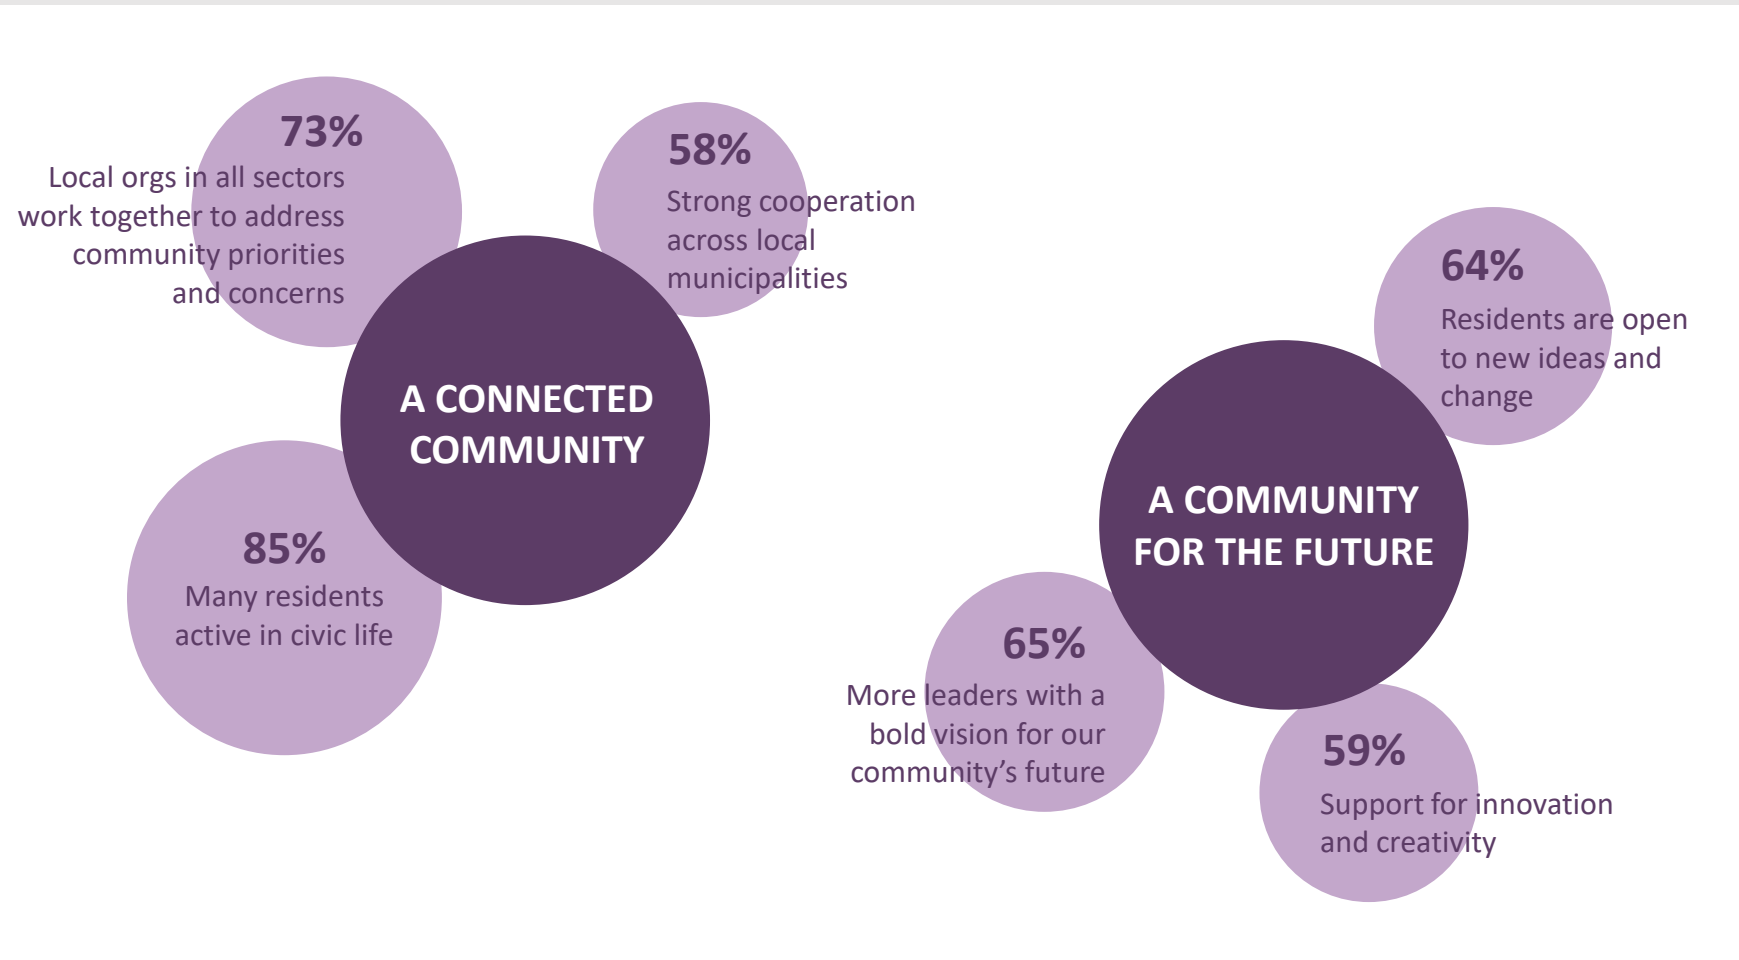 73%
Local orgs in all sectors
work together to address
community priorities
and concerns
58%
Strong cooperation
across local
municipalities
A CONNECTED
COMMUNITY
85%
Many residents
active in civic life
64%
Residents are open
to new ideas and
change
A COMMUNITY
FOR THE FUTURE
65%
More leaders with a
bold vision for our
community’s future
59%
Support for innovation
and creativity